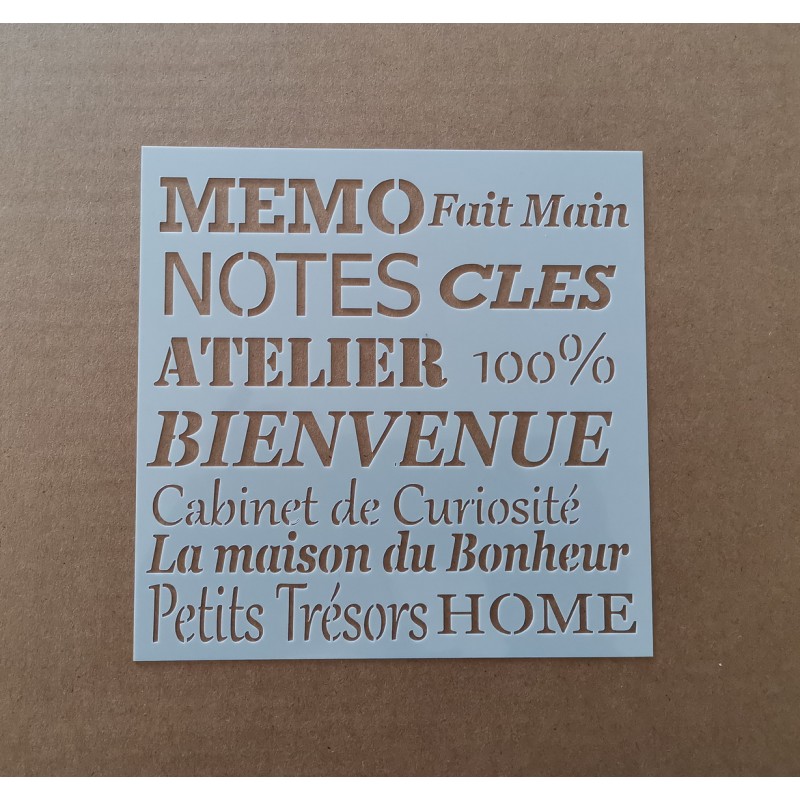 MEMO Fait Main
NOTES CLES
ATELIER 100%
BIENVENUE
Cabinet de Curiosité
La maison du Bonheur
Petits Trésors HOME